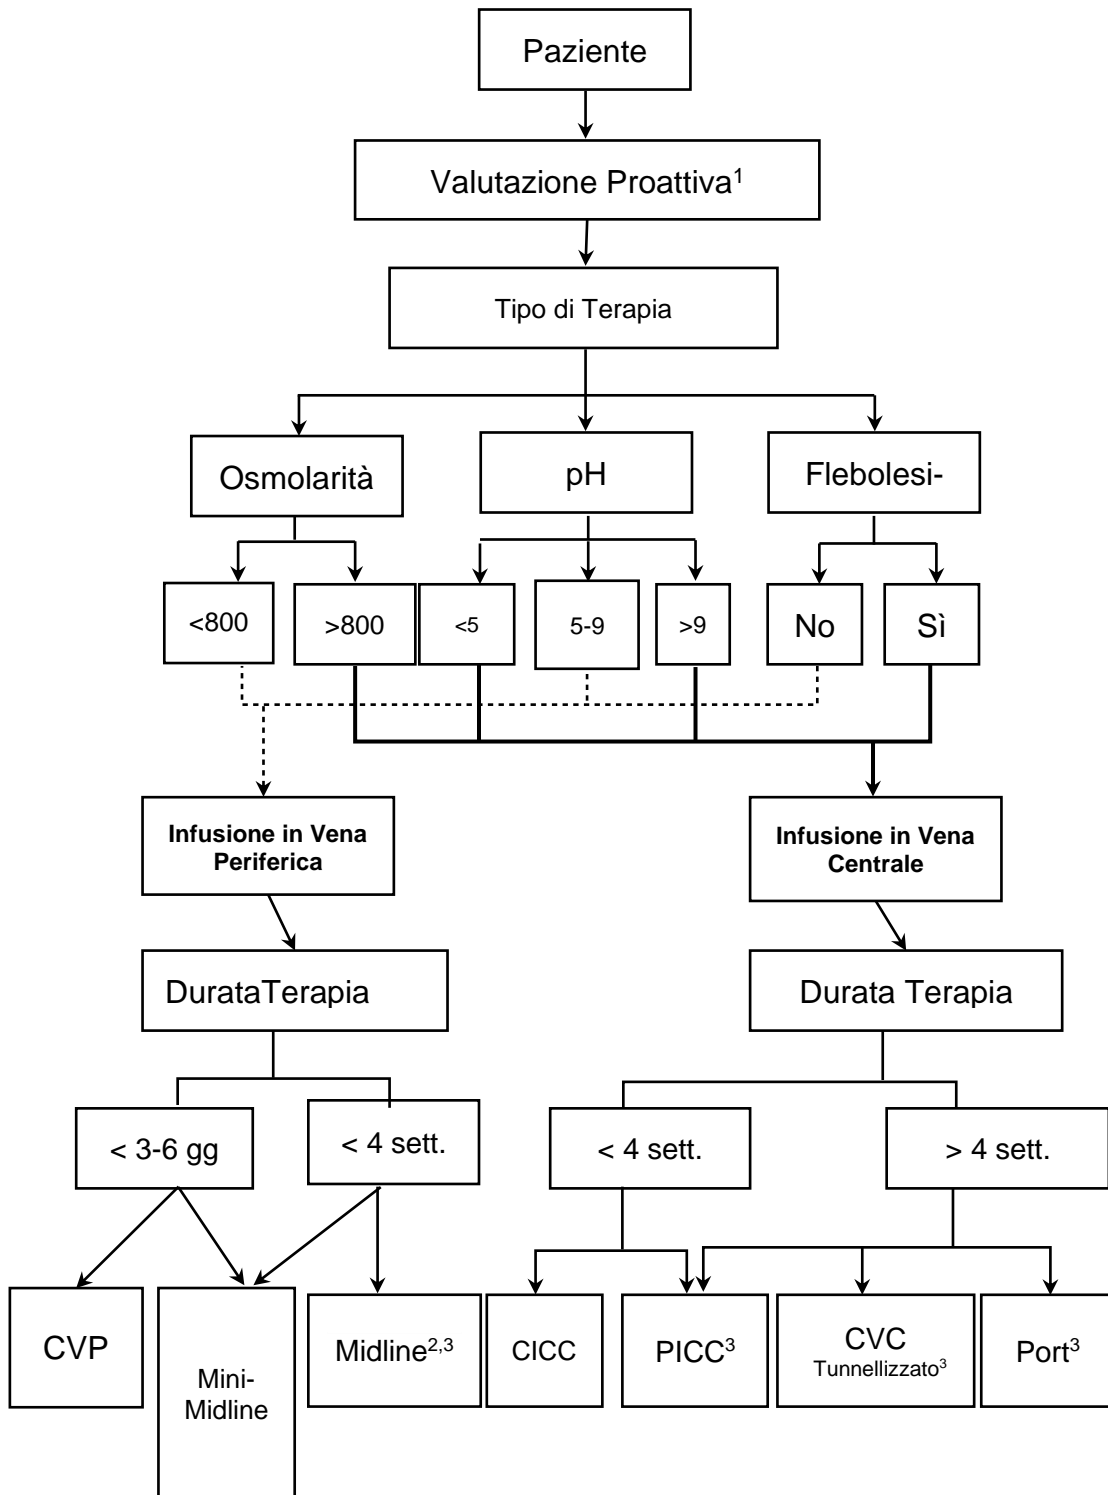 Paziente
Valutazione Proattiva¹
Tipo di Terapia
Osmolarità
pH
Flebolesi-
<800
>800
<5
5-9
>9
No
Sì
Infusione in Vena
Periferica
Infusione in Vena
Centrale
DurataTerapia
Durata Terapia
< 3-6 gg
< 4 sett.
< 4 sett.
> 4 sett.
CVP
Mini-
Midline
Midline²,³
CICC
PICC³
CVC
Tunnellizzato³
Port³